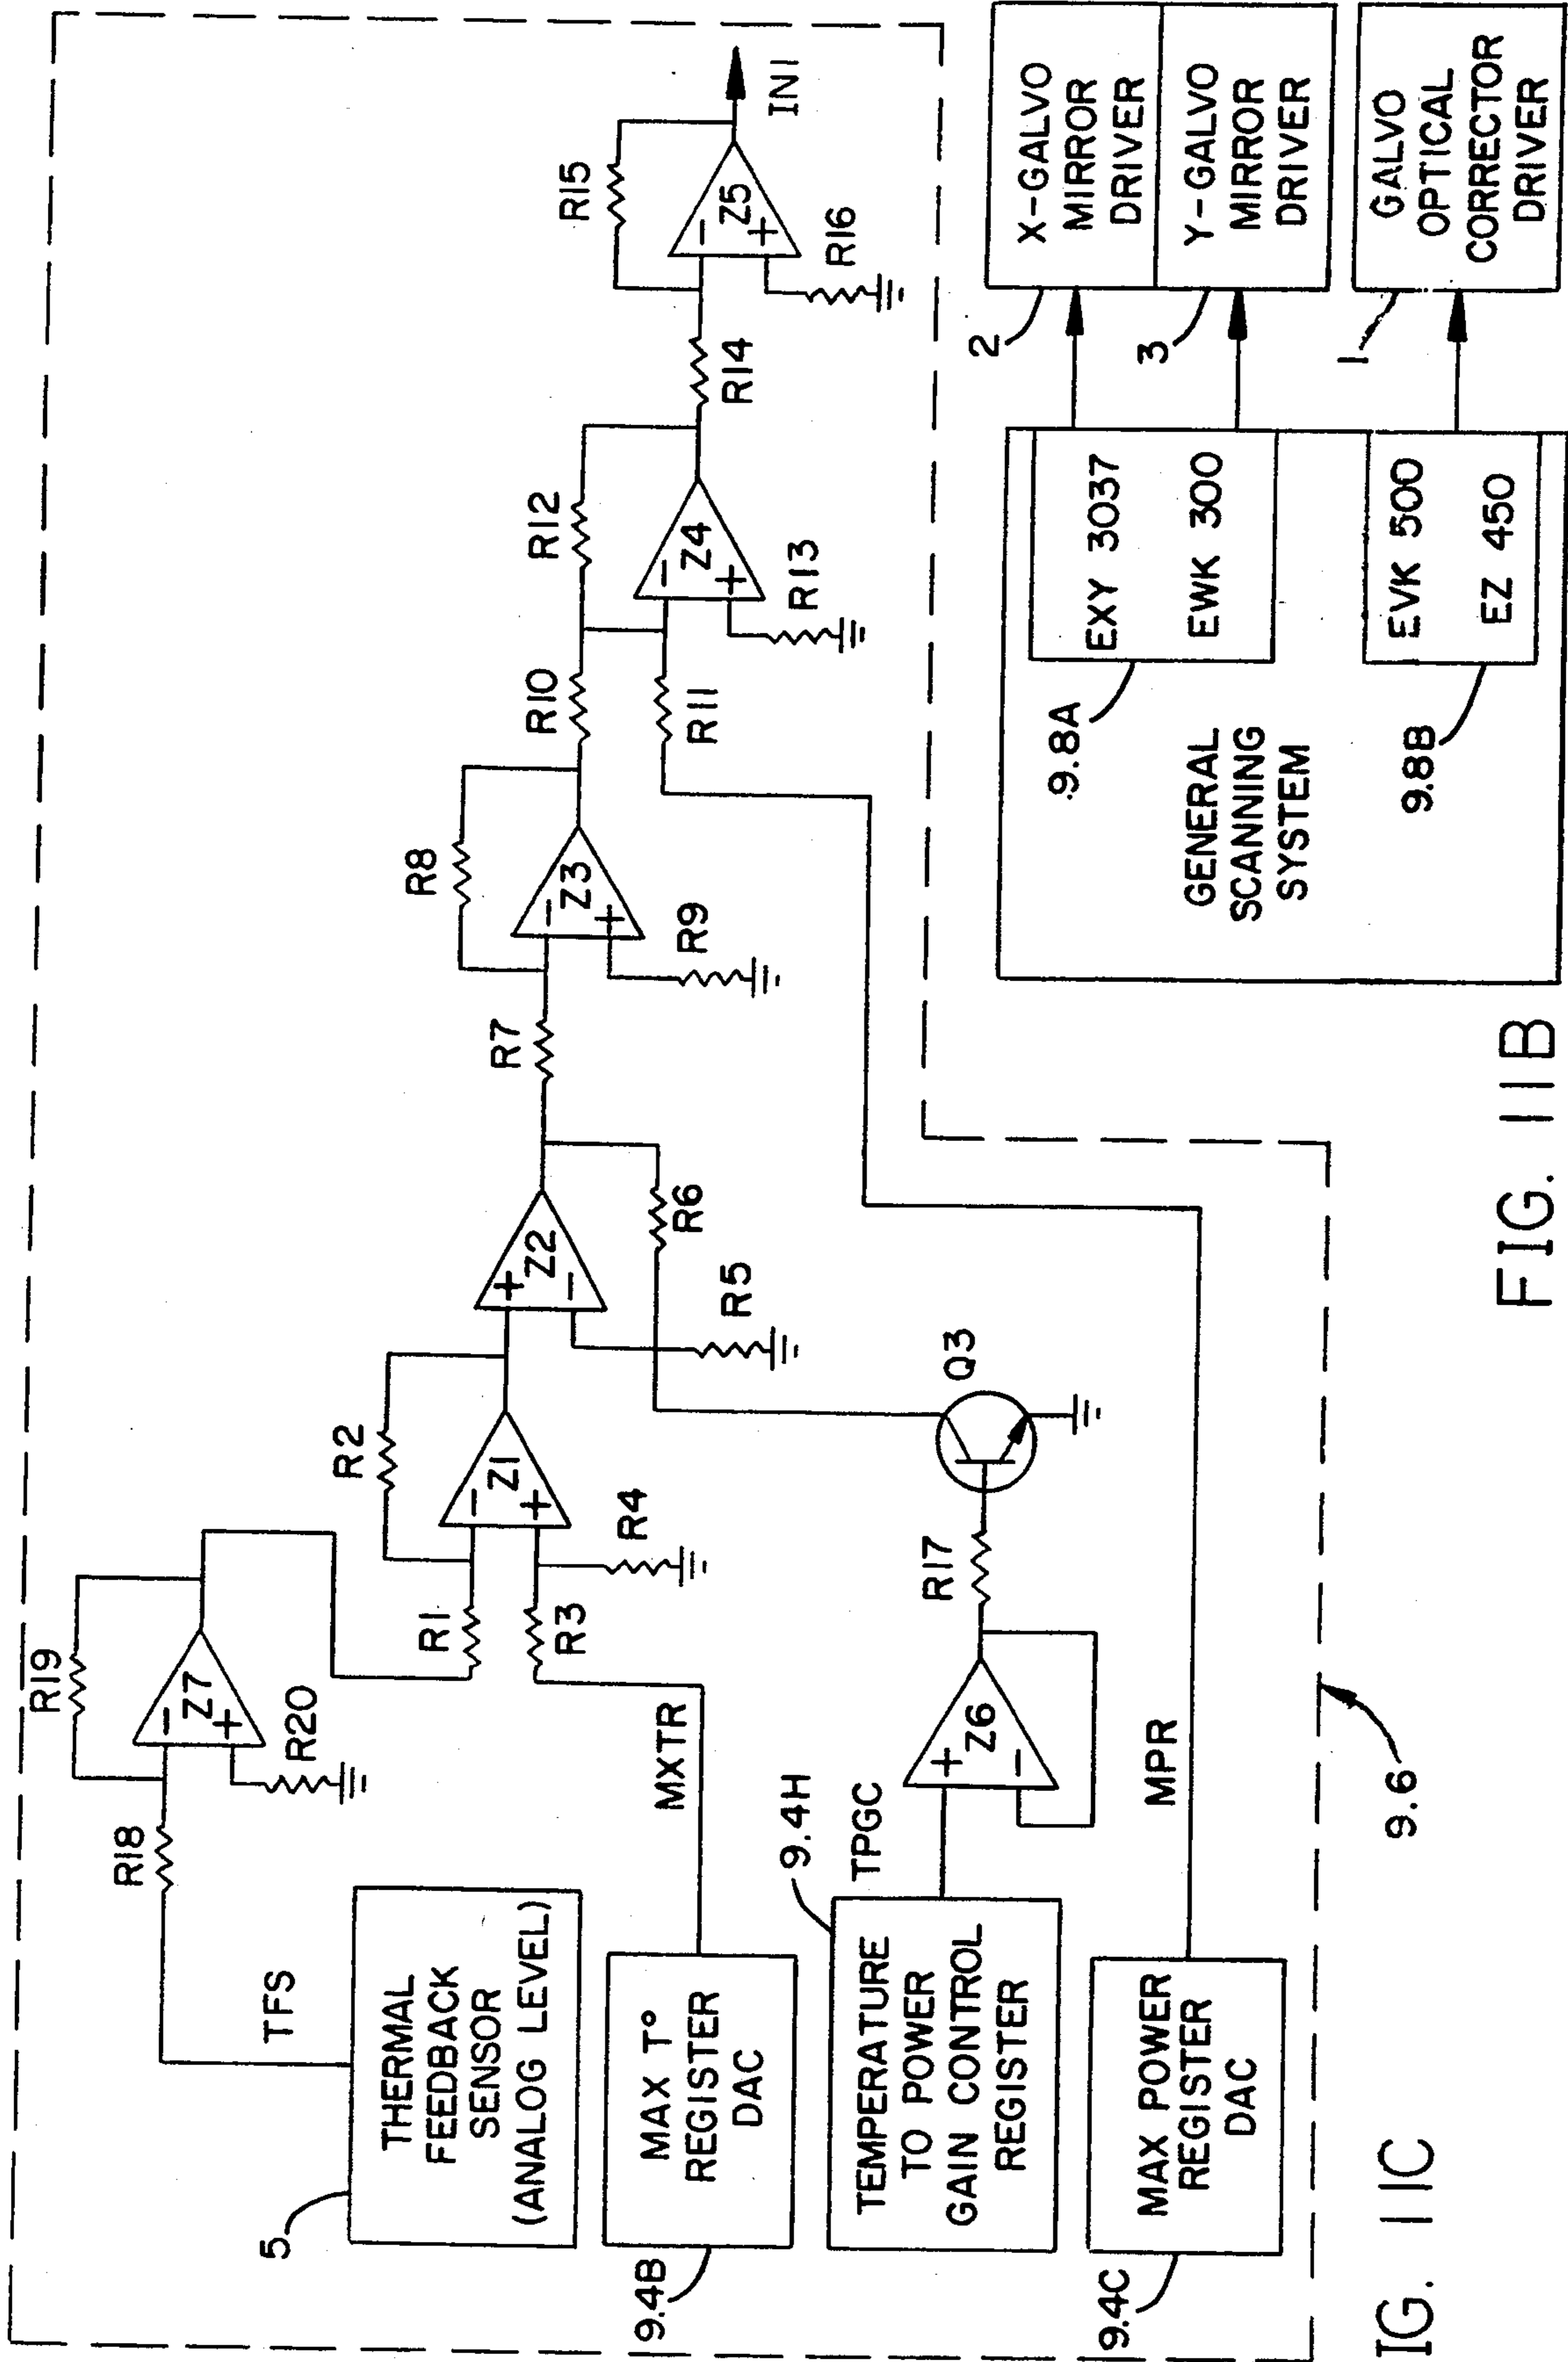 5
THERMAL
FEEDBACK
SENSOR
(ANALOG LEVEL)
TFS
R18
R19
Z7
-
+
R20
9.4B
MAX T°
REGISTER
DAC
MXTR
R1
R3
R2
Z1
-
+
R4
Z2
+
-
R5
R6
9.4H
TEMPERATURE
TO POWER
GAIN CONTROL
REGISTER
TPGC
Z6
+
-
R17
Q3
9.4C
MAX POWER
REGISTER
DAC
MPR
R7
R8
Z3
-
+
R9
R10
R11
R12
Z4
-
+
R13
R14
R15
Z5
-
+
R16
IN1
9.6
IG. 11C
GENERAL
SCANNING
SYSTEM
9.8A
EXY 3037
EWK 300
9.8B
EVK 500
EZ 450
2
X-GALVO
MIRROR
DRIVER
3
Y-GALVO
MIRROR
DRIVER
1
GALVO
OPTICAL
CORRECTOR
DRIVER
FIG. 11B